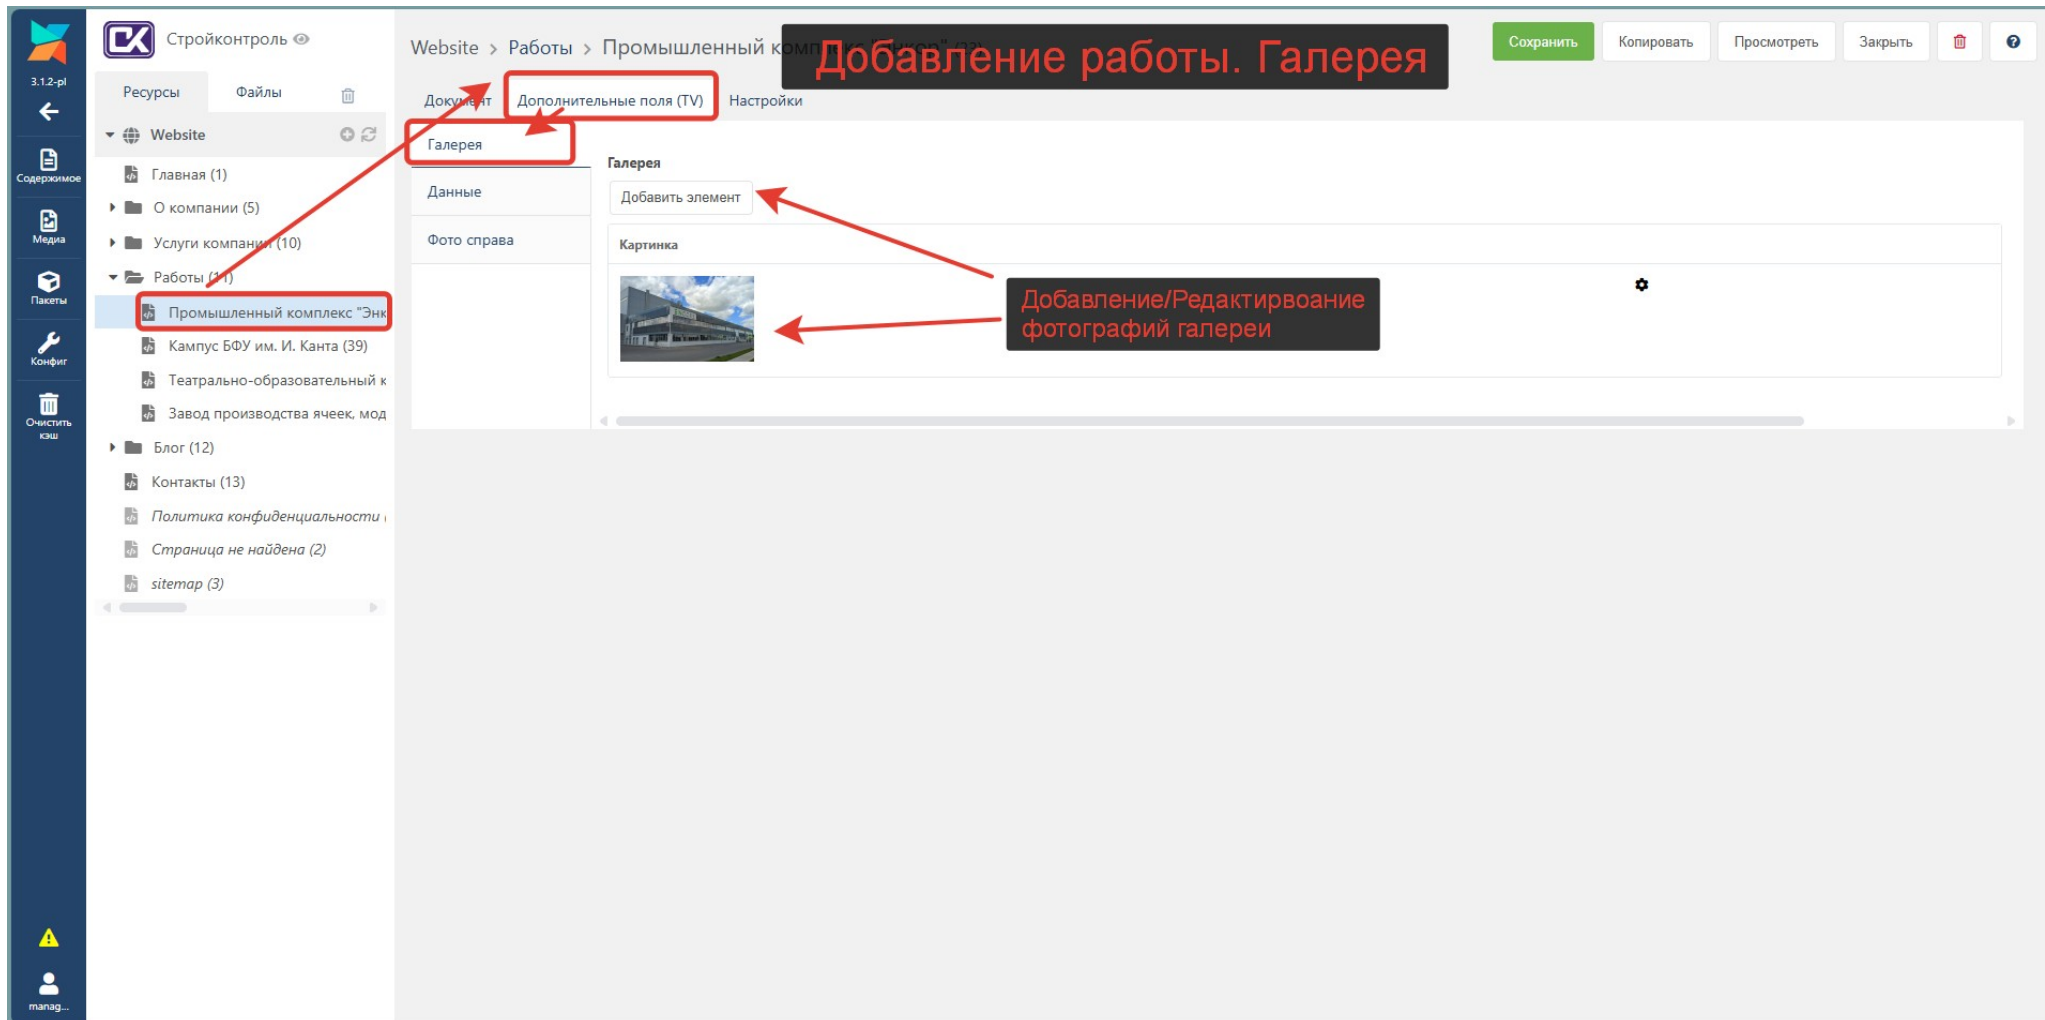 3.1.2-pl
Содержимое
Медиа
Пакеты
Конфиг
Очистить
кэш
manag...
СК
Стройконтроль
Ресурсы
Файлы
Website
Главная (1)
О компании (5)
Услуги компании (10)
Работы (11)
Промышленный комплекс "Энк
Кампус БФУ им. И. Канта (39)
Театрально-образовательный к
Завод производства ячеек, мод
Блог (12)
Контакты (13)
Политика конфиденциальности (
Страница не найдена (2)
sitemap (3)
Website > Работы > Промышленный комплекс "Энкор"
Добавление работы. Галерея
Сохранить
Копировать
Просмотреть
Закрыть
Документ
Дополнительные поля (TV)
Настройки
Галерея
Данные
Фото справа
Галерея
Добавить элемент
Картинка
Добавление/Редактирвоание
фотографий галереи